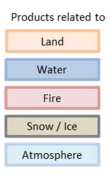 Products related to
Land
Water
Fire
Snow / Ice
Atmosphere